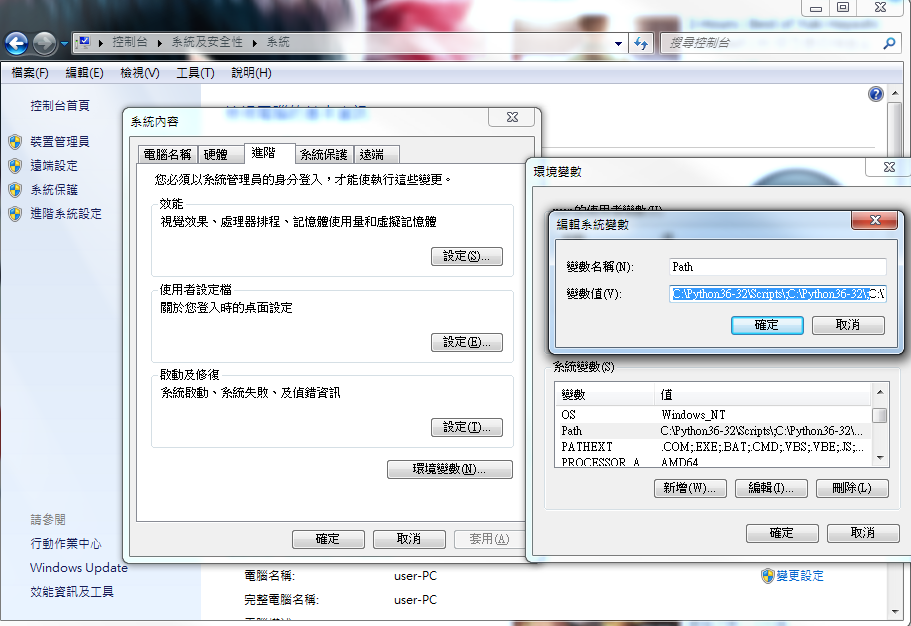 控制台 ▸ 系統及安全性 ▸ 系統
搜尋控制台
檔案(F) 編輯(E) 檢視(V) 工具(T) 說明(H)
控制台首頁
裝置管理員
遠端設定
系統保護
進階系統設定
請參閱
行動作業中心
Windows Update
效能資訊及工具
系統內容
電腦名稱 硬體 進階 系統保護 遠端
您必須以系統管理員的身分登入，才能使執行這些變更。
效能
視覺效果、處理器排程、記憶體使用量和虛擬記憶體
設定(S)...
使用者設定檔
關於您登入時的桌面設定
設定(E)...
啟動及修復
系統啟動、系統失敗、及偵錯資訊
設定(T)...
環境變數(N)...
確定 取消 套用(A)
環境變數
編輯系統變數
變數名稱(N): Path
變數值(V): C:\Python36-32\Scripts\;C:\Python36-32\;C:\
確定 取消
系統變數(S)
變數 值
OS Windows_NT
Path C:\Python36-32\Scripts\;C:\Python36-32\...
PATHEXT .COM;.EXE;.BAT;.CMD;.VBS;.VBE;.JS;...
PROCESSOR_A AMD64
新增(W)... 編輯(I)... 刪除(L)
確定 取消
電腦名稱: user-PC
變更設定
完整電腦名稱: user-PC